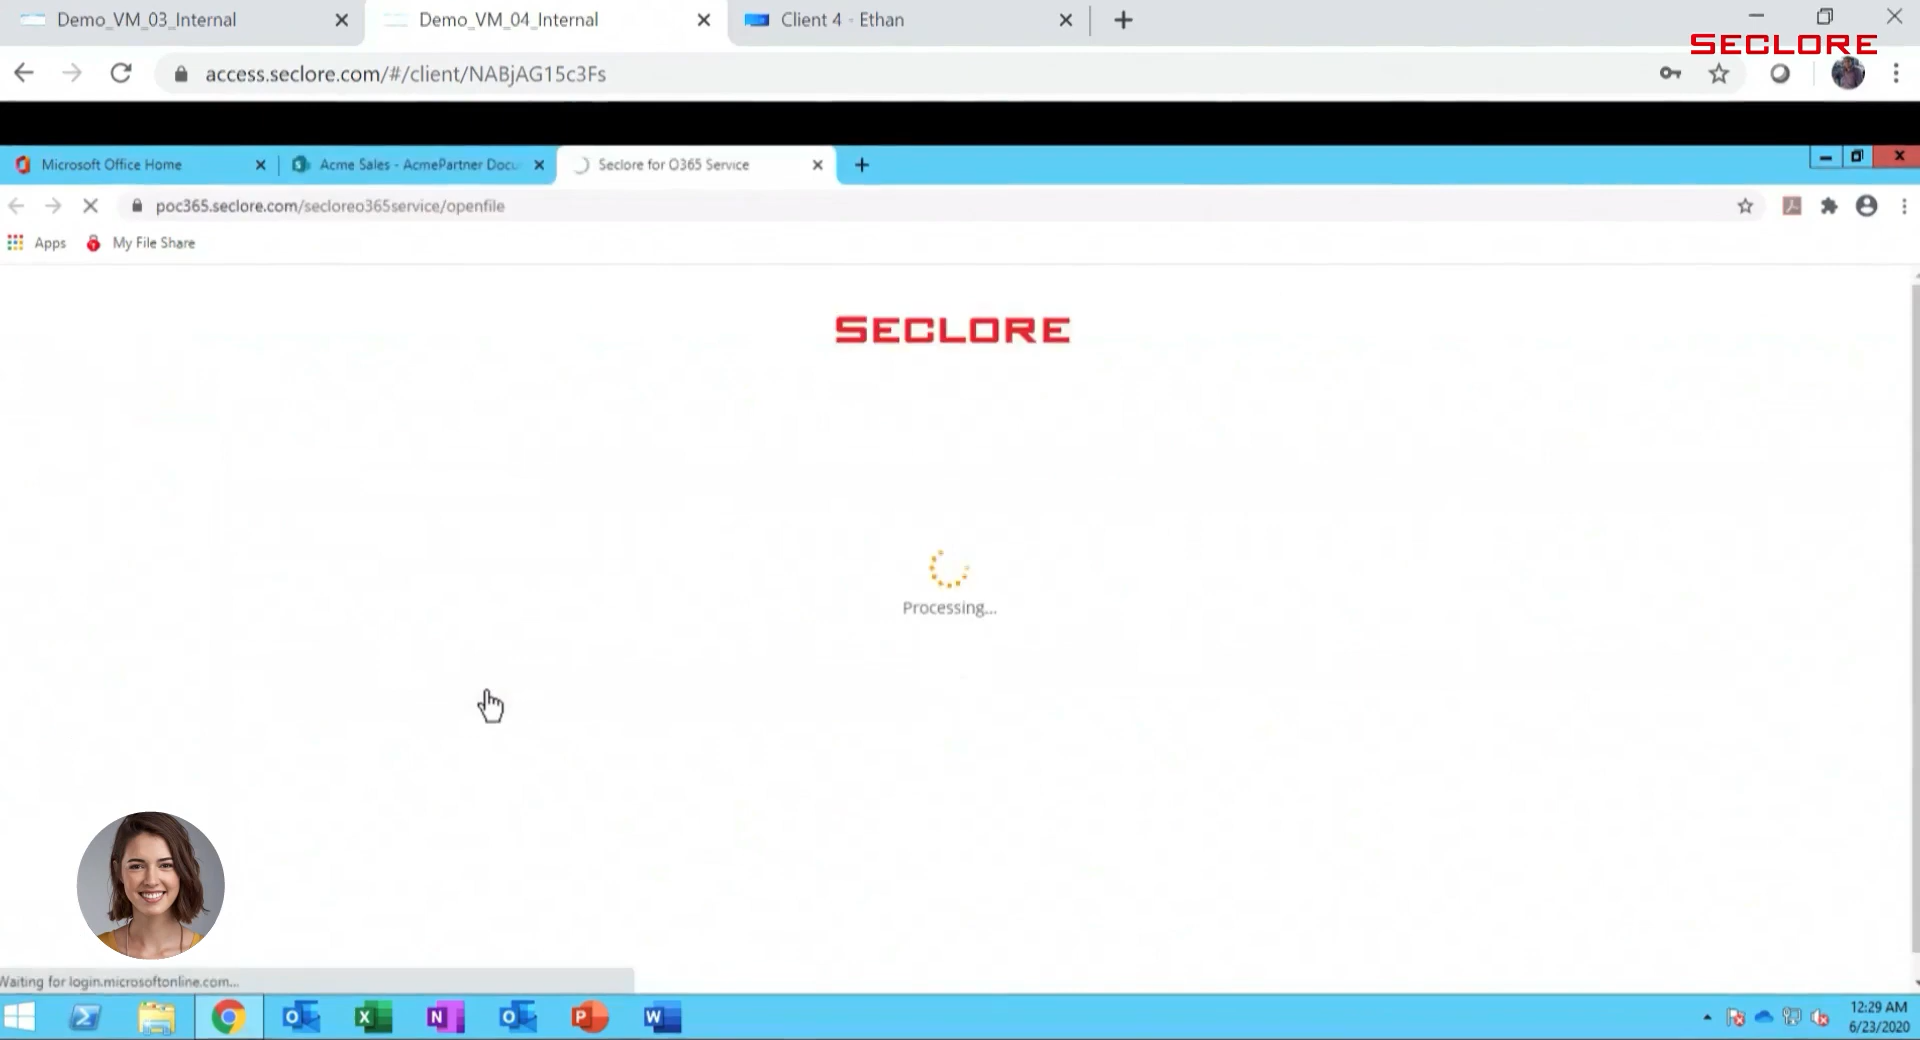 Demo_VM_03_Internal
Demo_VM_04_Internal
Client 4 - Ethan
SECLORE
access.seclore.com/#/client/NABjAG15c3Fs
Microsoft Office Home
Acme Sales - AcmePartner Docu
Seclore for O365 Service
poc365.seclore.com/secloreo365service/openfile
Apps
My File Share
SECLORE
Processing...
Waiting for login.microsoftonline.com...
12:29 AM
6/23/2020